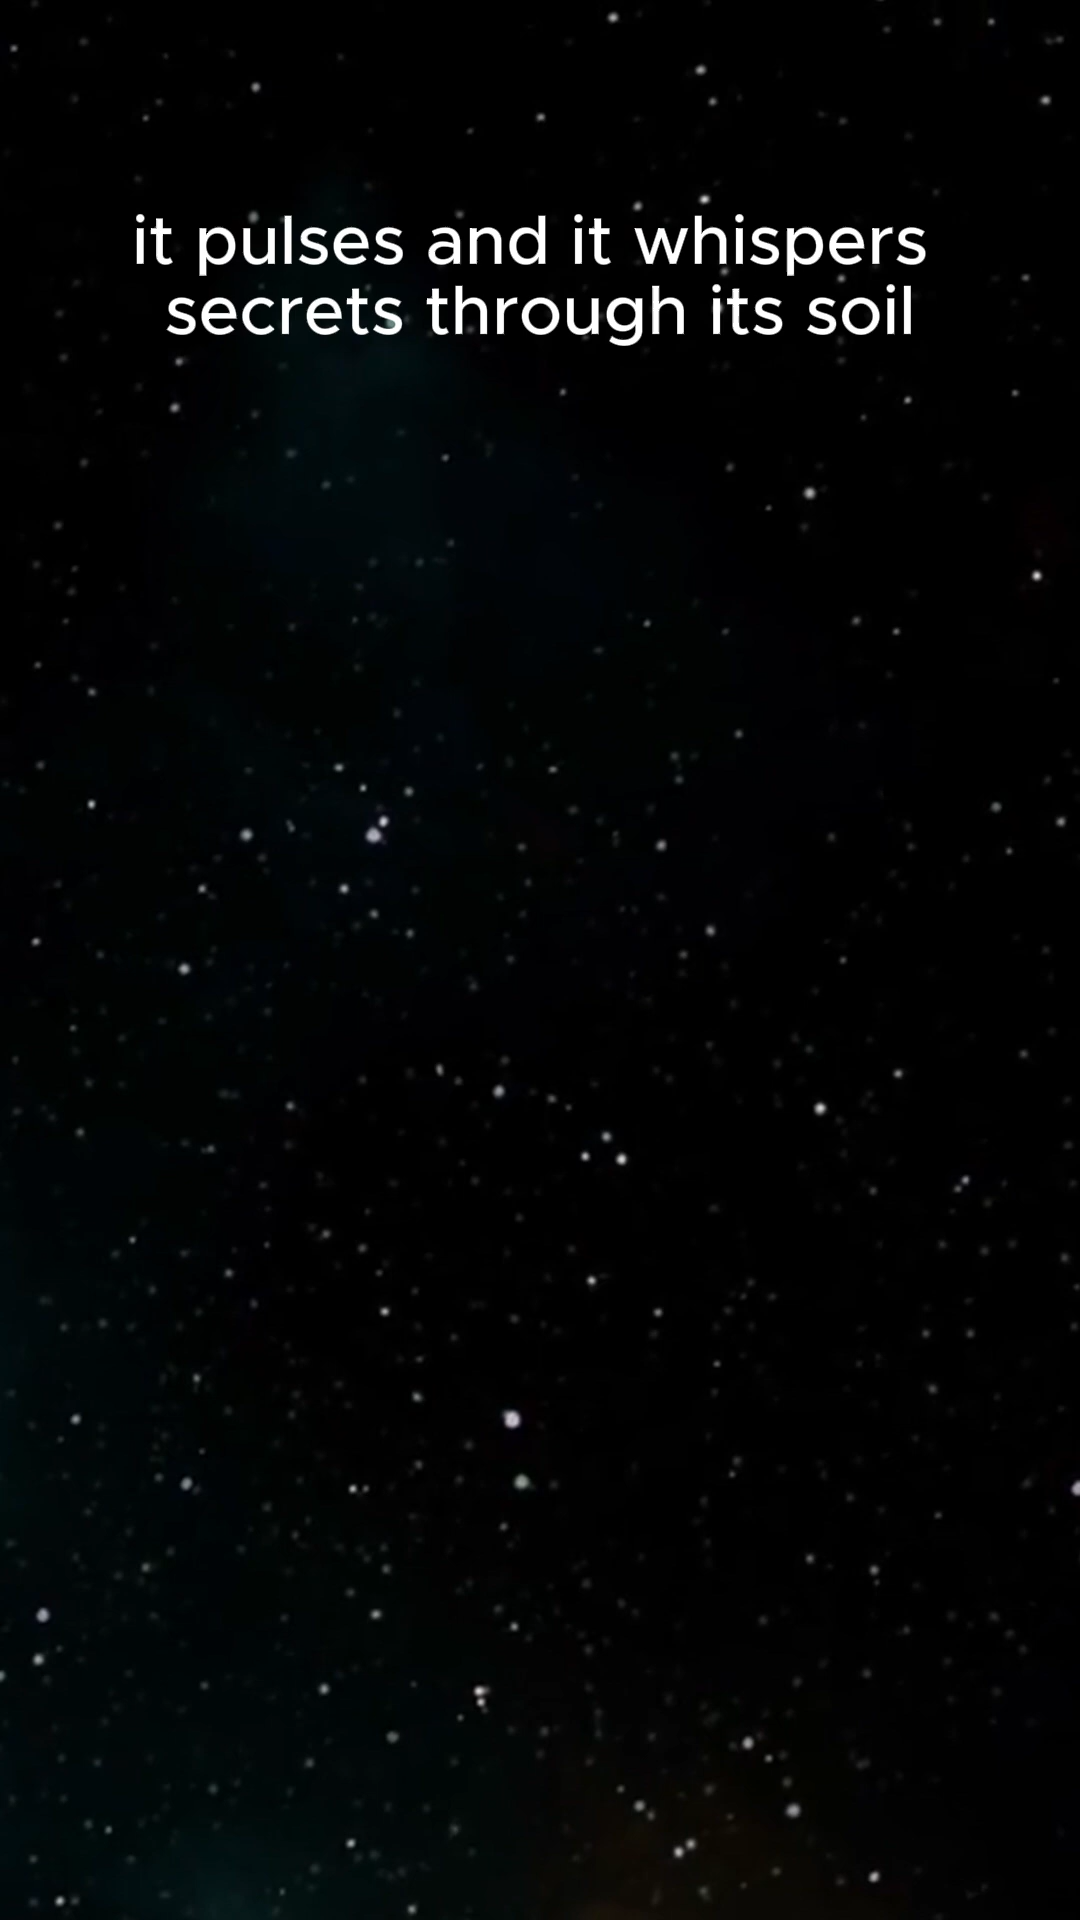 it pulses and it whispers
secrets through its soil